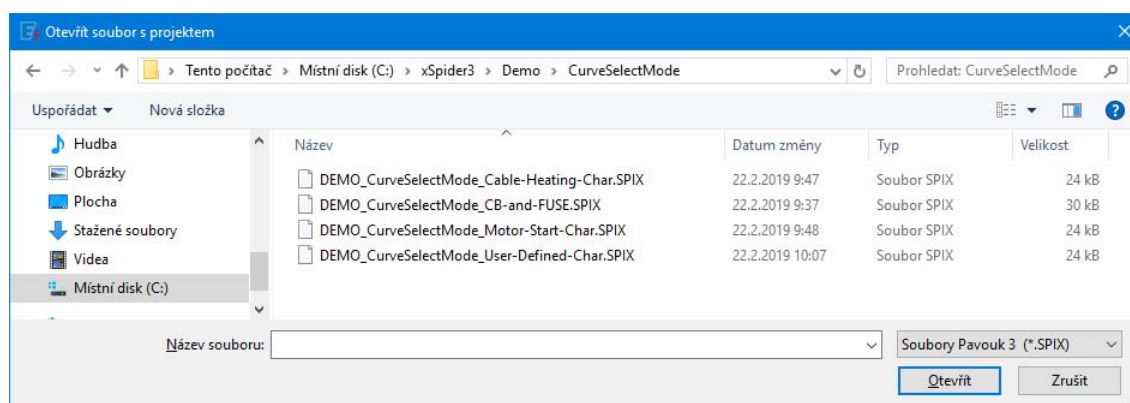 Otevřít soubor s projektem
Tento počítač > Místní disk (C:) > xSpider3 > Demo > CurveSelectMode Prohledat: CurveSelectMode
Uspořádat Nová složka
Hudba Název Datum změny Typ Velikost
Obrázky DEMO_CurveSelectMode_Cable-Heating-Char.SPIX 22.2.2019 9:47 Soubor SPIX 24 kB
Plocha DEMO_CurveSelectMode_CB-and-FUSE.SPIX 22.2.2019 9:37 Soubor SPIX 30 kB
Stažené soubory DEMO_CurveSelectMode_Motor-Start-Char.SPIX 22.2.2019 9:48 Soubor SPIX 24 kB
Videa DEMO_CurveSelectMode_User-Defined-Char.SPIX 22.2.2019 10:07 Soubor SPIX 24 kB
Místní disk (C:)
Název souboru: Soubory Pavouk 3 (*.SPIX)
Otevřít Zrušit